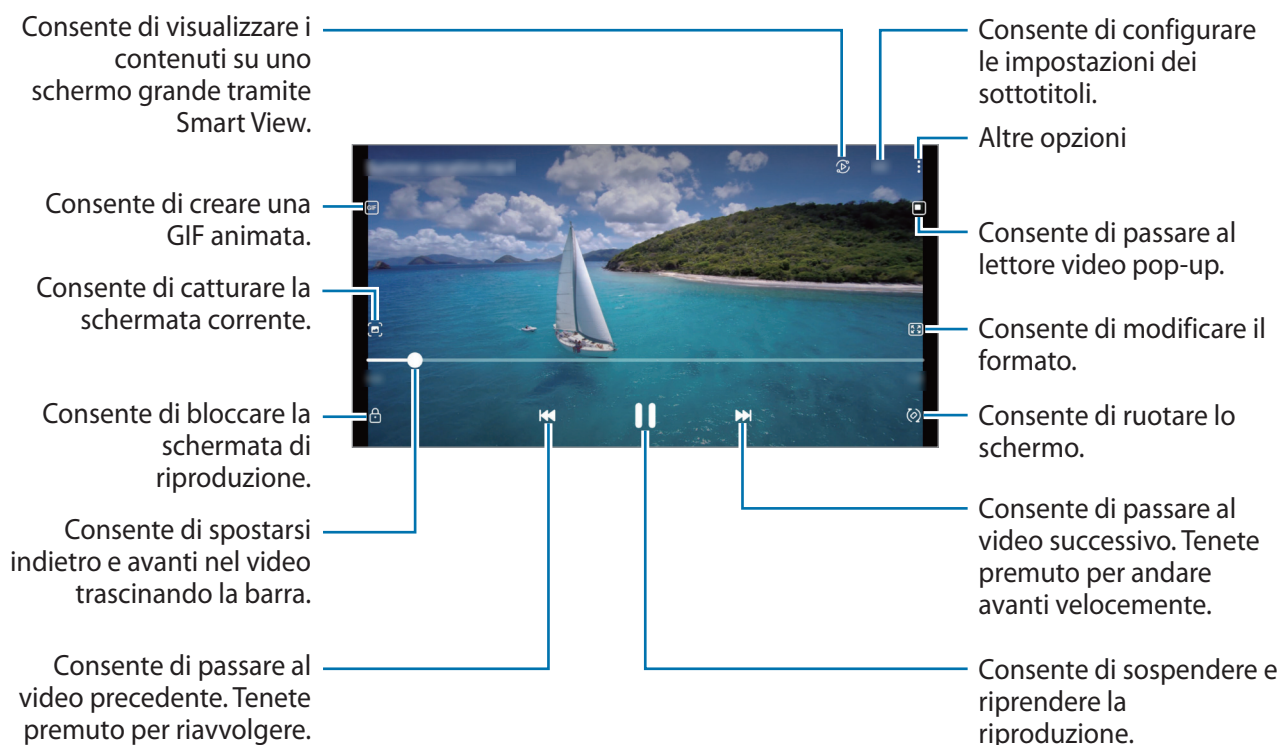 Consente di visualizzare i
contenuti su uno
schermo grande tramite
Smart View.
Consente di creare una
GIF animata.
Consente di catturare la
schermata corrente.
Consente di bloccare la
schermata di
riproduzione.
Consente di spostarsi
indietro e avanti nel video
trascinando la barra.
Consente di passare al
video precedente. Tenete
premuto per riavvolgere.
GIF
Consente di configurare
le impostazioni dei
sottotitoli.
Altre opzioni
Consente di passare al
lettore video pop-up.
Consente di modificare il
formato.
Consente di ruotare lo
schermo.
Consente di passare al
video successivo. Tenete
premuto per andare
avanti velocemente.
Consente di sospendere e
riprendere la
riproduzione.